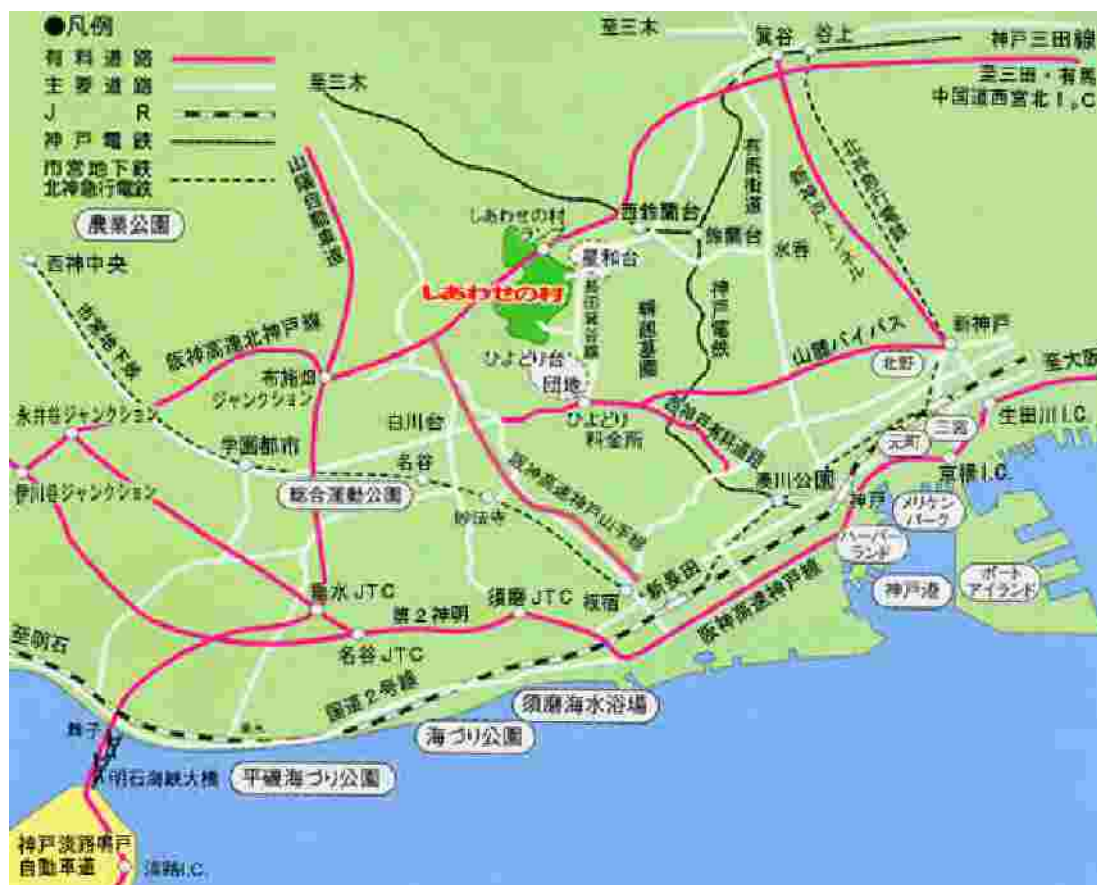 ●凡例
有料道路
主要道路
J R
神戸電鉄
市営地下鉄
北神急行電鉄
至三木
箕谷
谷上
神戸三田線
至三田・有馬
中国道西宮北I.C
至三木
有馬街道
新神戸トンネル
北神急行電鉄
山陽自動車道
農業公園
西神中央
しあわせの村
ランプ
西鈴蘭台
鈴蘭台
星和台
しあわせの村
長田箕谷線
鵯越墓園
神戸電鉄
市営地下鉄
阪神高速北神戸線
布施畑
ジャンクション
ひよどり台
団地
ひよどり
料金所
山麓バイパス
新神戸
北野
至大阪
永井谷ジャンクション
白川台
西神戸有料道路
生田川I.C.
三宮
元町
京橋I.C.
学園都市
名谷
総合運動公園
妙法寺
阪神高速神戸山手線
湊川公園
神戸
メリケン
パーク
伊川谷ジャンクション
ハーバー
ランド
神戸港
ポート
アイランド
垂水JTC
第2神明
須磨JTC
板宿
新長田
阪神高速神戸線
名谷JTC
至明石
国道2号線
須磨海水浴場
海づり公園
舞子
明石海峡大橋
平磯海づり公園
神戸淡路鳴戸
自動車道
淡路I.C.